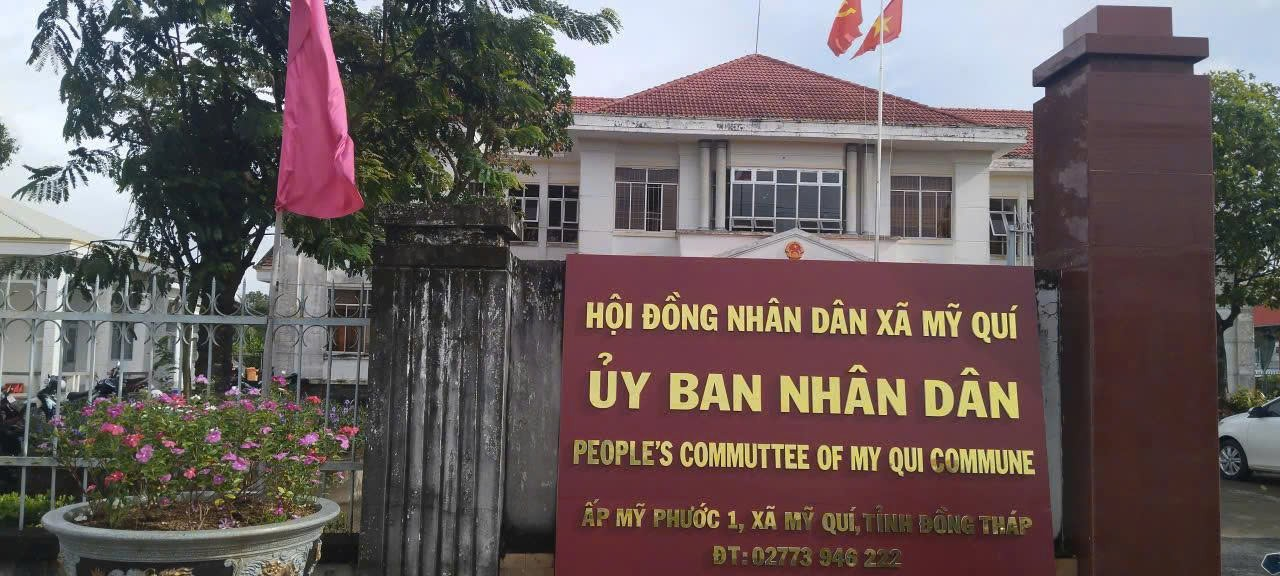 HỘI ĐỒNG NHÂN DÂN XÃ MỸ QUÍ
ỦY BAN NHÂN DÂN
PEOPLE'S COMMUTTEE OF MY QUI COMMUNE
ẤP MỸ PHƯỚC 1, XÃ MỸ QUÍ, TỈNH ĐỒNG THÁP
ĐT: 02773 946 222